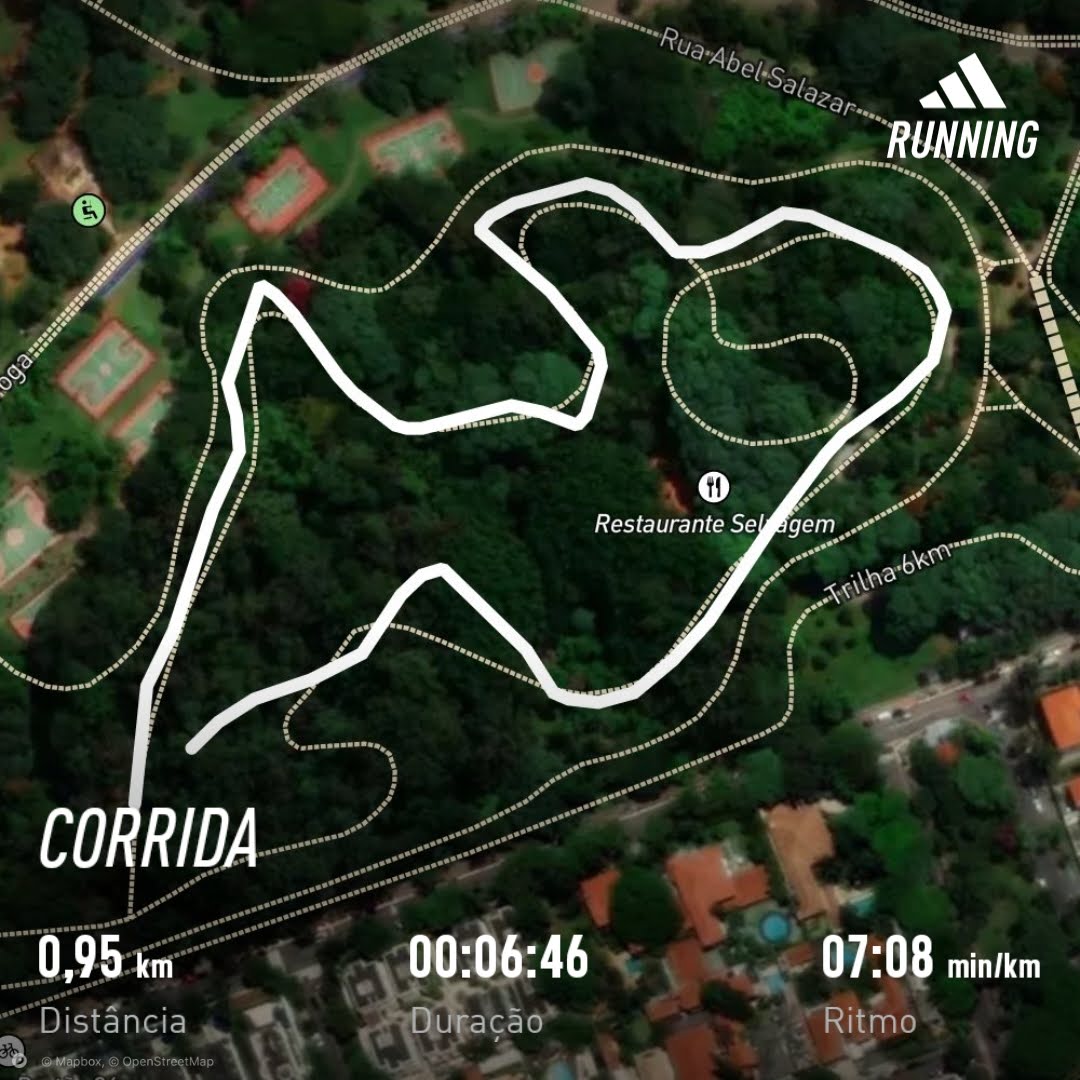 Rua Abel Salazar
RUNNING
oga
Restaurante Selvagem
Trilha 6km
CORRIDA
0,95 km
00:06:46
07:08 min/km
Distância
Duração
Ritmo
© Mapbox, © OpenStreetMap